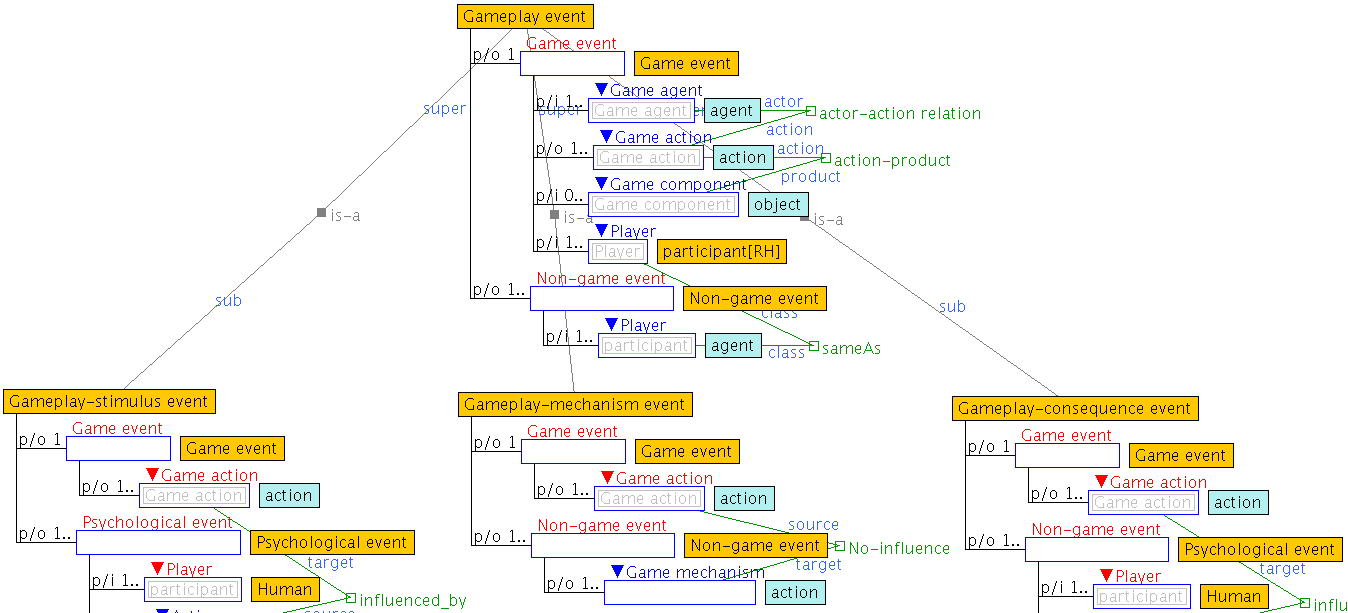 Gameplay event
p/o 1
Game event
Game event
super
p/i 1..
super
Game agent
Game agent
agent
actor
actor-action relation
Game action
action
p/o 1..
Game action
action
action
action-product
Game component
product
p/i 0..
Game component
object
is-a
is-a
is-a
Player
p/i 1..
Player
participant[RH]
Non-game event
p/o 1..
Non-game event
class
Player
p/i 1..
participant
agent
class
sameAs
sub
sub
Gameplay-stimulus event
Game event
p/o 1
Game event
Game action
p/o 1..
Game action
action
Psychological event
p/o 1..
Psychological event
target
Player
p/i 1..
participant
Human
influenced_by
source
Gameplay-mechanism event
Game event
p/o 1
Game event
Game action
p/o 1..
Game action
action
source
Non-game event
p/o 1..
Non-game event
No-influence
target
Game mechanism
p/o 1..
action
Gameplay-consequence event
Game event
p/o 1
Game event
Game action
p/o 1..
Game action
action
Non-game event
p/o 1..
Psychological event
target
Player
p/i 1..
participant
Human
influ